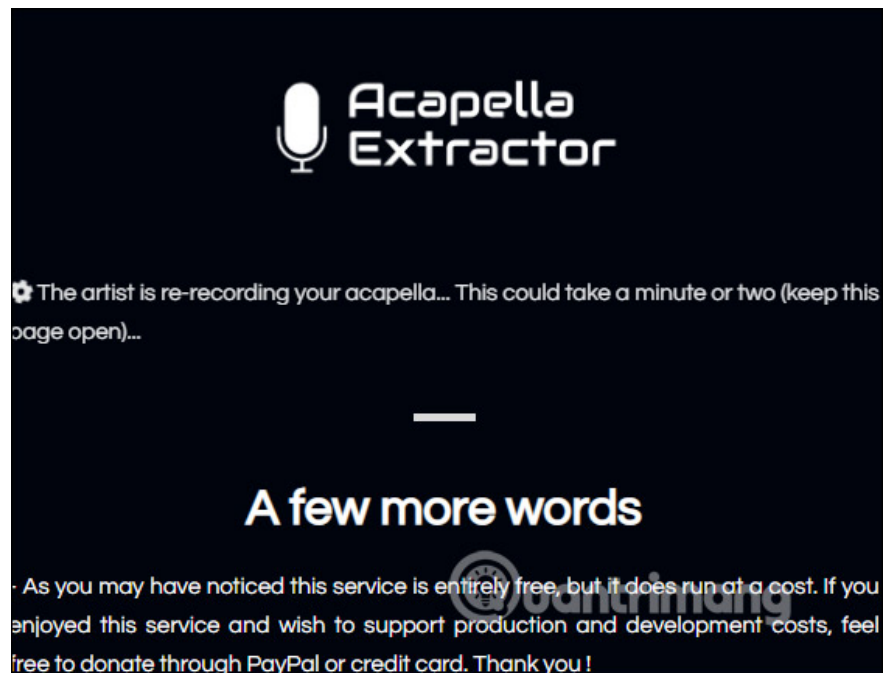 Acapella
Extractor
The artist is re-recording your acapella... This could take a minute or two (keep this
page open)...
A few more words
- As you may have noticed this service is entirely free, but it does run at a cost. If you
enjoyed this service and wish to support production and development costs, feel
free to donate through PayPal or credit card. Thank you !
Quantrimang